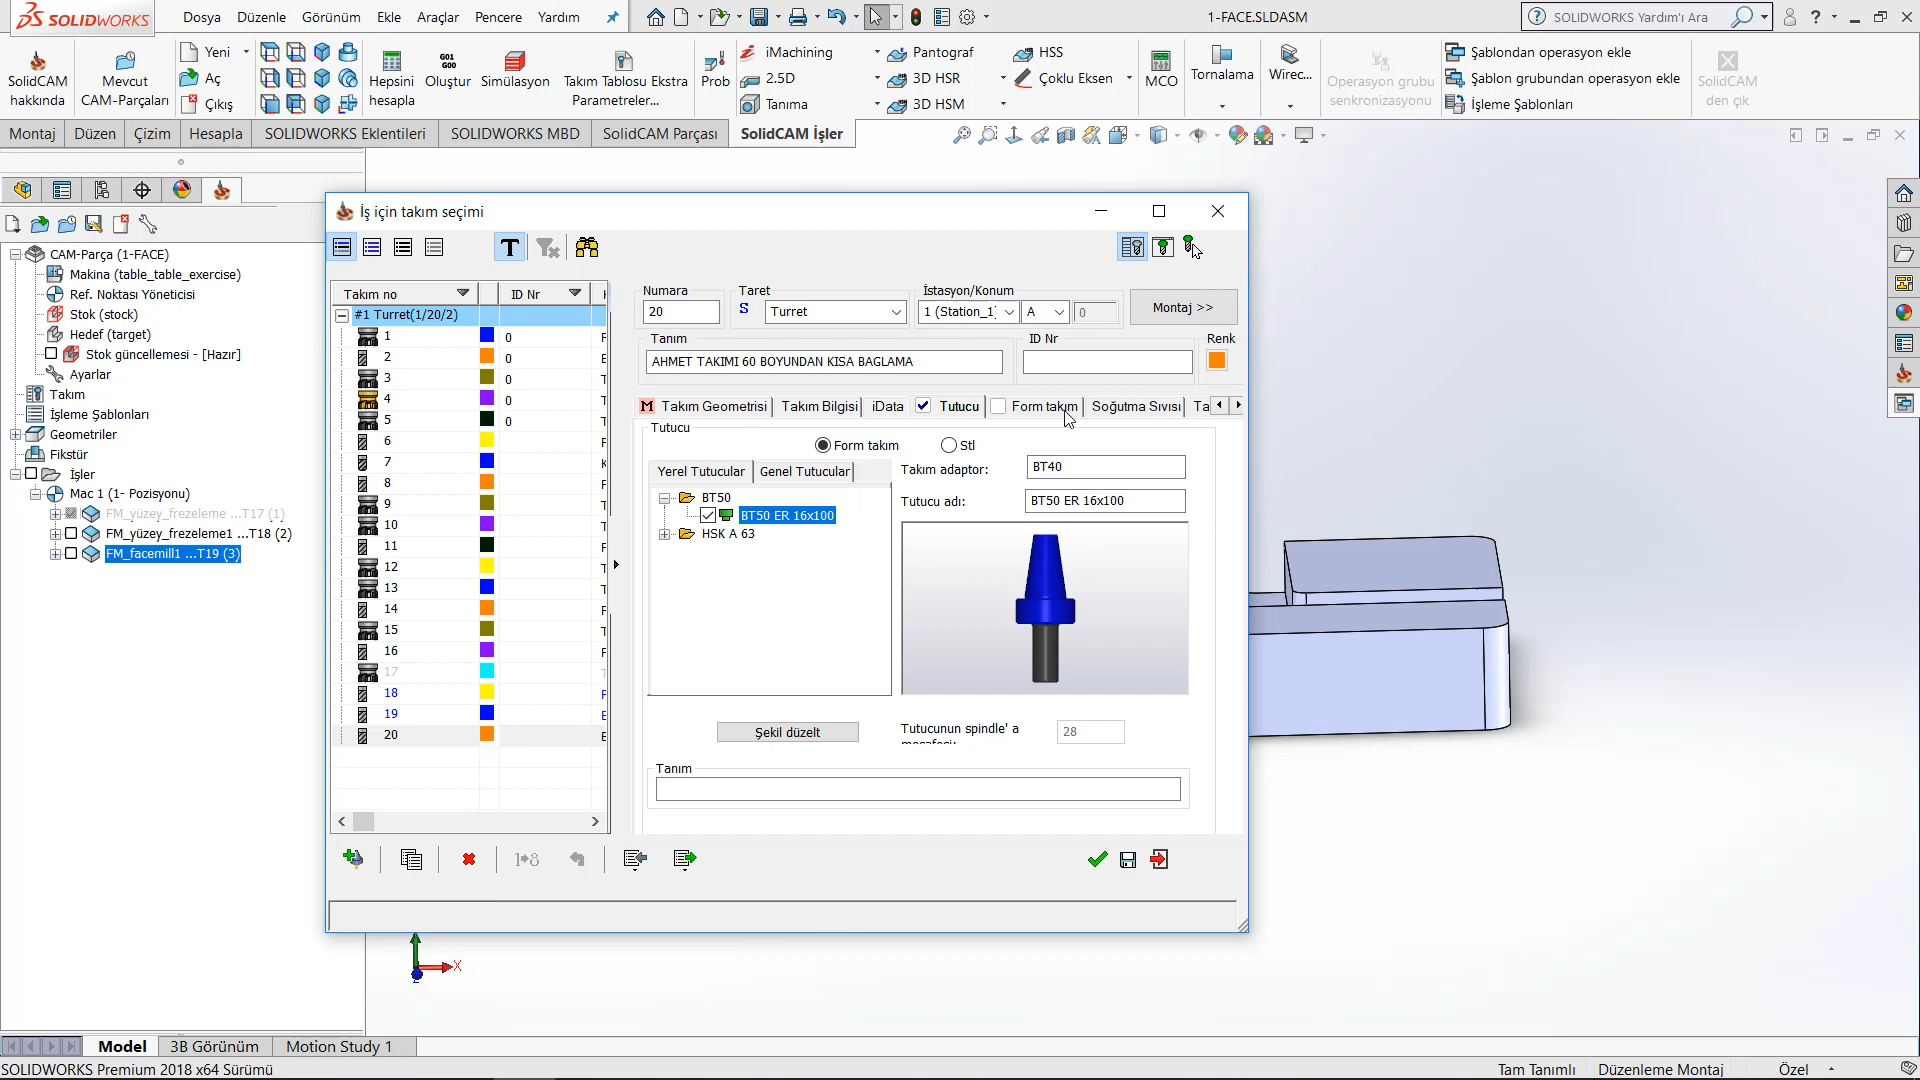 SOLIDWORKS
Dosya Düzenle Görünüm Ekle Araçlar Pencere Yardım
1-FACE.SLDASM
SOLIDWORKS Yardım'ı Ara
SolidCAM hakkında
Mevcut CAM-Parçaları
Yeni
Aç
Çıkış
Hepsini hesapla
G01 G00
Oluştur
Simülasyon
Takım Tablosu Ekstra Parametreler...
Prob
iMachining
2.5D
Tanıma
Pantograf
3D HSR
3D HSM
HSS
Çoklu Eksen
MCO
Tornalama
Wirec...
Operasyon grubu senkronizasyonu
Şablondan operasyon ekle
Şablon grubundan operasyon ekle
İşleme Şablonları
SolidCAM den çık
Montaj Düzen Çizim Hesapla SOLIDWORKS Eklentileri SOLIDWORKS MBD SolidCAM Parçası SolidCAM İşler
CAM-Parça (1-FACE)
Makina (table_table_exercise)
Ref. Noktası Yöneticisi
Stok (stock)
Hedef (target)
Stok güncellemesi - [Hazır]
Ayarlar
Takım
İşleme Şablonları
Geometriler
Fikstür
İşler
Mac 1 (1- Pozisyonu)
FM_yüzey_frezeleme ...T17 (1)
FM_yüzey_frezeleme1 ...T18 (2)
FM_facemill1 ...T19 (3)
İş için takım seçimi
T
Takım no ID Nr
#1 Turret(1/20/2)
1 0
2 0
3 0
4 0
5 0
6
7
8
9
10
11
12
13
14
15
16
17
18
19
20
Numara
20
Taret
S Turret
İstasyon/Konum
1 (Station_1) A 0
Montaj >>
Tanım
AHMET TAKIMI 60 BOYUNDAN KISA BAGLAMA
ID Nr
Renk
M Takım Geometrisi Takım Bilgisi iData Tutucu Form takım Soğutma Sıvısı Ta
Tutucu
Form takım Stl
Yerel Tutucular Genel Tutucular
BT50
BT50 ER 16x100
HSK A 63
Takım adaptor: BT40
Tutucu adı: BT50 ER 16x100
Şekil düzelt
Tutucunun spindle' a mesafesi: 28
Tanım
X
Z
Model 3B Görünüm Motion Study 1
SOLIDWORKS Premium 2018 x64 Sürümü
Tam Tanımlı Düzenleme Montaj Özel